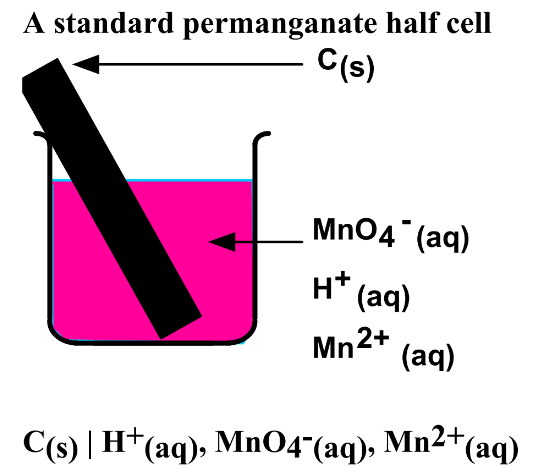 A standard permanganate half cell
C(s)
MnO4⁻(aq)
H⁺(aq)
Mn²⁺ (aq)
C(s) | H⁺(aq), MnO4⁻(aq), Mn²⁺(aq)